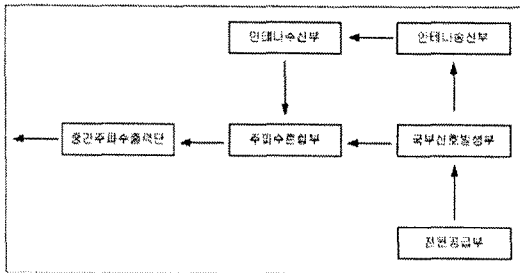 안테나수신부
안테나송신부
중간주파수출력단
주파수혼합부
국부신호발생부
전원공급부